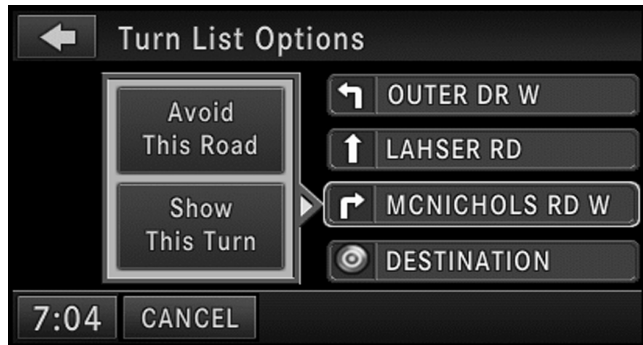 Turn List Options
Avoid
This Road
Show
This Turn
OUTER DR W
LAHSER RD
MCNICHOLS RD W
DESTINATION
7:04 CANCEL